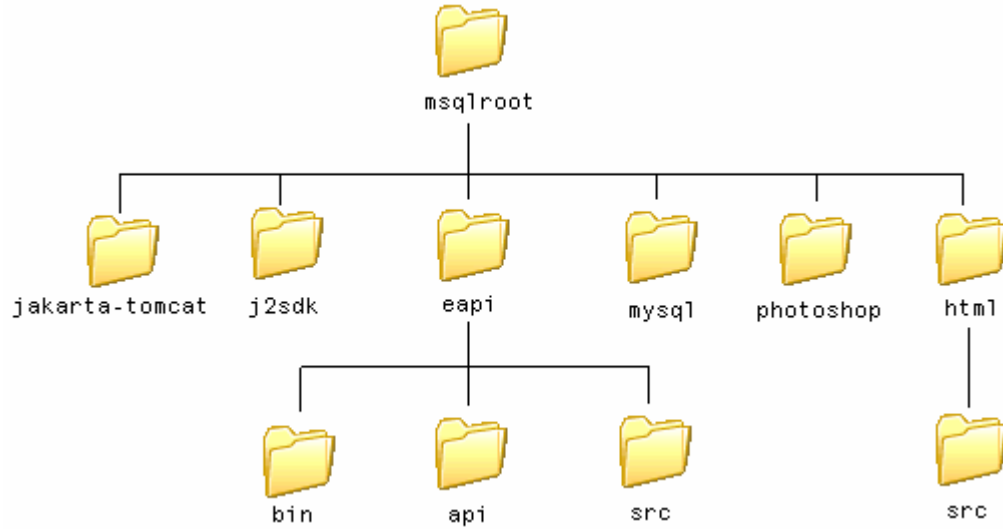 msqlroot
jakarta-tomcat j2sdk eapi mysql photoshop html
bin api src src